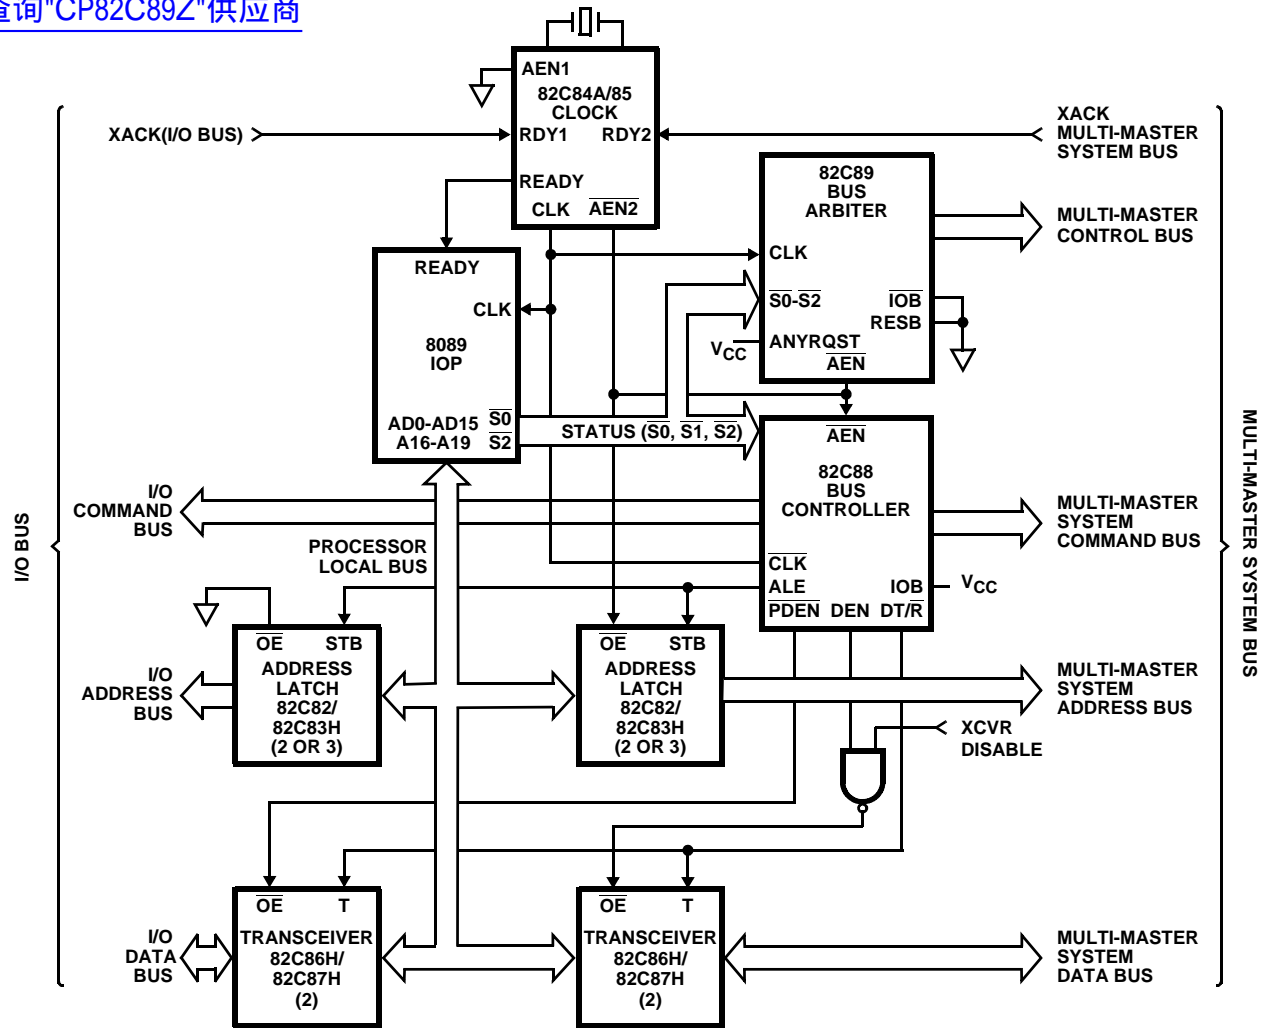 查询"CP82C89Z"供应商
AEN1
82C84A/85
CLOCK
RDY1 RDY2
READY
CLK AEN2
XACK(I/O BUS)
XACK
MULTI-MASTER
SYSTEM BUS
82C89
BUS
ARBITER
CLK
S0-S2
IOB
RESB
ANYRQST
AEN
VCC
MULTI-MASTER
CONTROL BUS
READY
CLK
8089
IOP
AD0-AD15 S0
A16-A19 S2
STATUS (S0, S1, S2)
AEN
82C88
BUS
CONTROLLER
CLK
ALE IOB
PDEN DEN DT/R
VCC
I/O
COMMAND
BUS
MULTI-MASTER
SYSTEM
COMMAND BUS
PROCESSOR
LOCAL BUS
I/O BUS
MULTI-MASTER SYSTEM BUS
OE STB
ADDRESS
LATCH
82C82/
82C83H
(2 OR 3)
OE STB
ADDRESS
LATCH
82C82/
82C83H
(2 OR 3)
I/O
ADDRESS
BUS
MULTI-MASTER
SYSTEM
ADDRESS BUS
XCVR
DISABLE
OE T
TRANSCEIVER
82C86H/
82C87H
(2)
OE T
TRANSCEIVER
82C86H/
82C87H
(2)
I/O
DATA
BUS
MULTI-MASTER
SYSTEM
DATA BUS